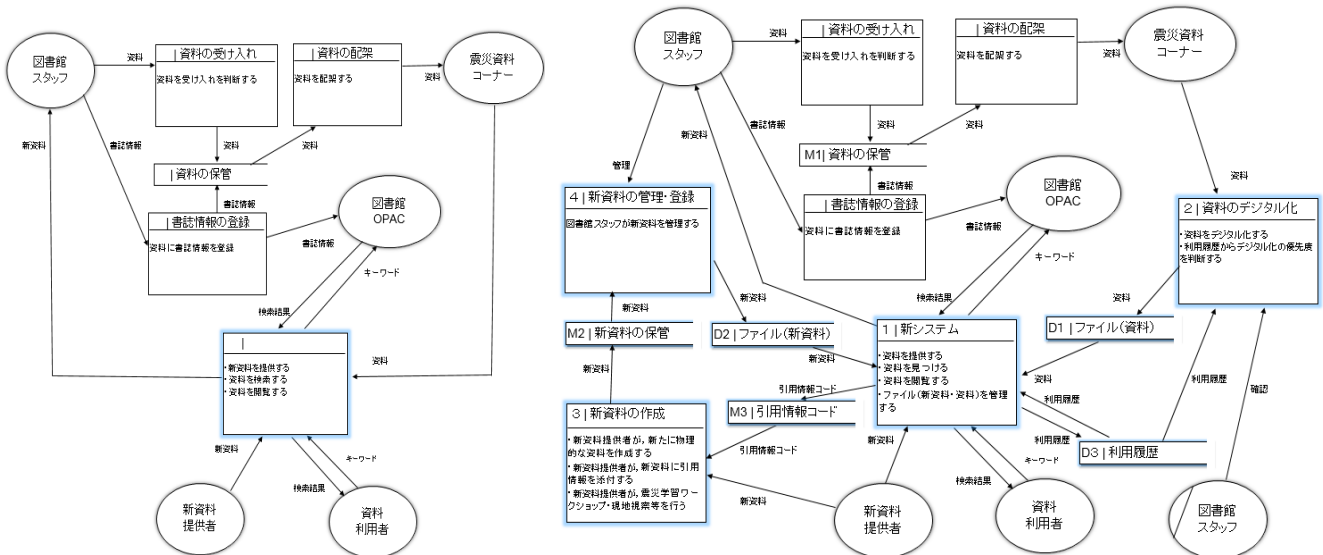 図書館
スタッフ
資料
| 資料の受け入れ
資料を受け入れを判断する
| 資料の配架
資料を配架する
資料
震災資料
コーナー
新資料
書誌情報
資料
資料
| 資料の保管
書誌情報
| 書誌情報の登録
資料に書誌情報を登録
書誌情報
図書館
OPAC
キーワード
検索結果
|
・新資料を提供する
・資料を検索する
・資料を閲覧する
資料
新資料
キーワード
検索結果
新資料
提供者
資料
利用者
図書館
スタッフ
資料
| 資料の受け入れ
資料を受け入れを判断する
| 資料の配架
資料を配架する
資料
震災資料
コーナー
管理
新資料
書誌情報
資料
資料
M1| 資料の保管
書誌情報
| 書誌情報の登録
資料に書誌情報を登録
書誌情報
図書館
OPAC
キーワード
検索結果
資料
4 | 新資料の管理・登録
図書館スタッフが新資料を管理する
新資料
新資料
M2 | 新資料の保管
D2 | ファイル(新資料)
新資料
新資料
1 | 新システム
・資料を提供する
・資料を見つける
・資料を閲覧する
・ファイル(新資料・資料)を管理
する
2 | 資料のデジタル化
・資料をデジタル化する
・利用履歴からデジタル化の優先度
を判断する
資料
D1 | ファイル(資料)
資料
利用履歴
確認
引用情報コード
M3 | 引用情報コード
引用情報コード
利用履歴
利用履歴
D3 | 利用履歴
3 | 新資料の作成
・新資料提供者が，新たに物理
的な資料を作成する
・新資料提供者が，新資料に引用
情報を添付する
・新資料提供者が，震災学習ワー
クショップ・現地視察等を行う
新資料
新資料
キーワード
検索結果
新資料
提供者
資料
利用者
図書館
スタッフ